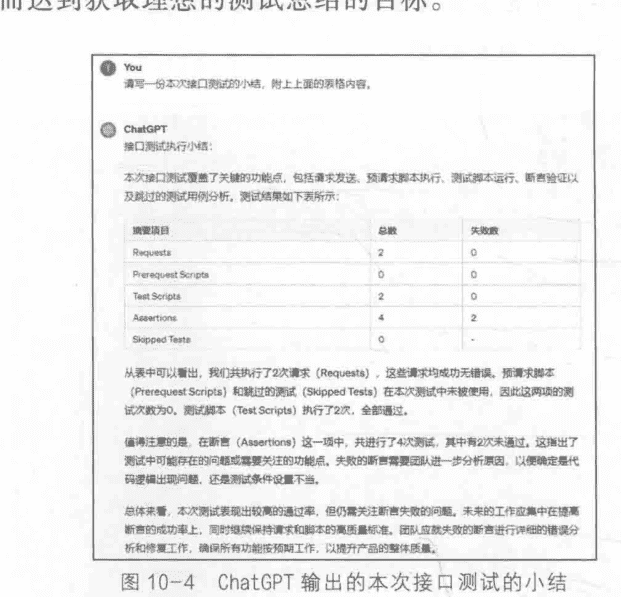 而达到获取理想的测试总结的目标。
You
请写一份本次接口测试的小结，附上上面的表格内容。
ChatGPT
接口测试执行小结：
本次接口测试覆盖了关键的功能点，包括请求发送、预请求脚本执行、测试脚本运行、断言验证以
及跳过的测试用例分析。测试结果如下表所示：
摘要项目 总数 失败数
Requests 2 0
Prerequest Scripts 0 0
Test Scripts 2 0
Assertions 4 2
Skipped Tests 0 -
从表中可以看出，我们共执行了2次请求（Requests），这些请求均成功无错误。预请求脚本
（Prerequest Scripts）和跳过的测试（Skipped Tests）在本次测试中未被使用，因此这两项的测
试次数为0。测试脚本（Test Scripts）执行了2次，全部通过。
值得注意的是，在断言（Assertions）这一项中，共进行了4次测试，其中有2次未通过。这指出了
测试中可能存在的问题或需要关注的功能点。失败的断言需要团队进一步分析原因，以便确定是代
码逻辑出现问题，还是测试条件设置不当。
总体来看，本次测试表现出较高的通过率，但仍需关注断言失败的问题。未来的工作应集中在提高
断言的成功率上，同时继续保持请求和脚本的高质量标准。团队应就失败的断言进行详细的错误分
析和修复工作，确保所有功能按预期工作，以提升产品的整体质量。
图 10-4 ChatGPT 输出的本次接口测试的小结